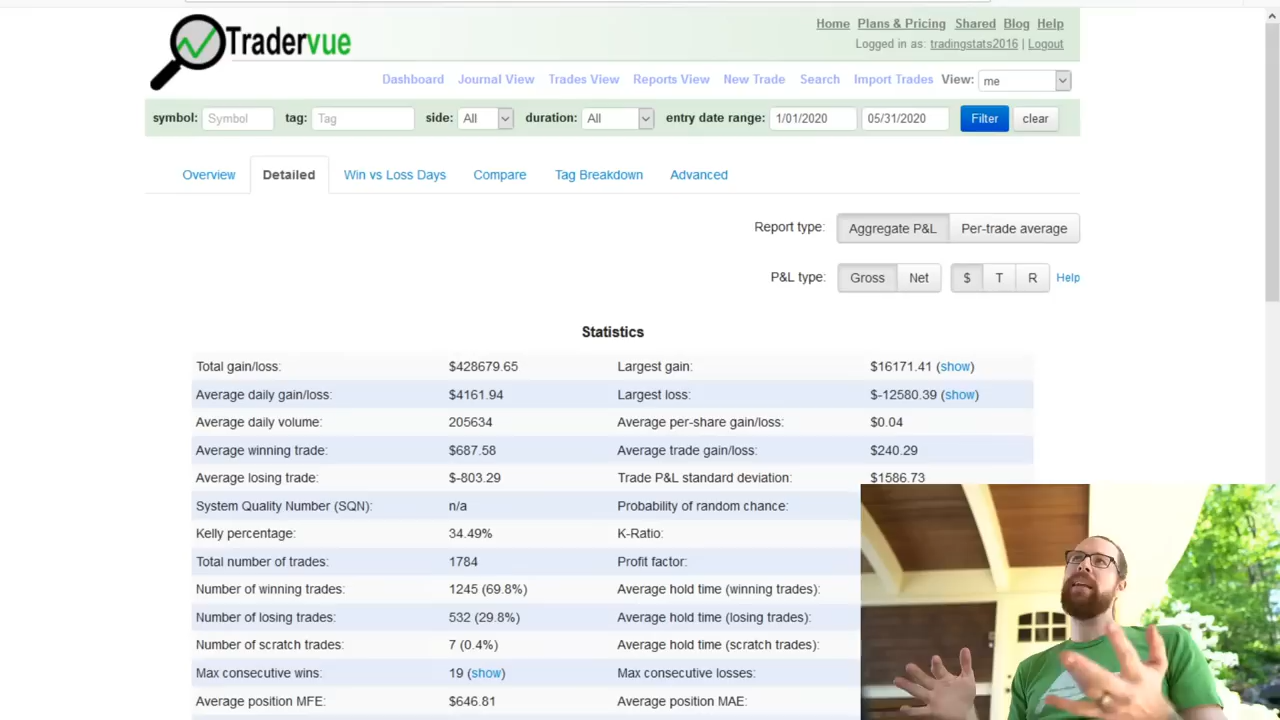 Tradervue
Home Plans & Pricing Shared Blog Help
Logged in as: tradingstats2016 | Logout
Dashboard Journal View Trades View Reports View New Trade Search Import Trades View: me
symbol: Symbol tag: Tag side: All duration: All entry date range: 1/01/2020 05/31/2020 Filter clear
Overview Detailed Win vs Loss Days Compare Tag Breakdown Advanced
Report type: Aggregate P&L Per-trade average
P&L type: Gross Net $ T R Help
Statistics
Total gain/loss: $428679.65 Largest gain: $16171.41 (show)
Average daily gain/loss: $4161.94 Largest loss: $-12580.39 (show)
Average daily volume: 205634 Average per-share gain/loss: $0.04
Average winning trade: $687.58 Average trade gain/loss: $240.29
Average losing trade: $-803.29 Trade P&L standard deviation: $1586.73
System Quality Number (SQN): n/a Probability of random chance:
Kelly percentage: 34.49% K-Ratio:
Total number of trades: 1784 Profit factor:
Number of winning trades: 1245 (69.8%) Average hold time (winning trades):
Number of losing trades: 532 (29.8%) Average hold time (losing trades):
Number of scratch trades: 7 (0.4%) Average hold time (scratch trades):
Max consecutive wins: 19 (show) Max consecutive losses:
Average position MFE: $646.81 Average position MAE: